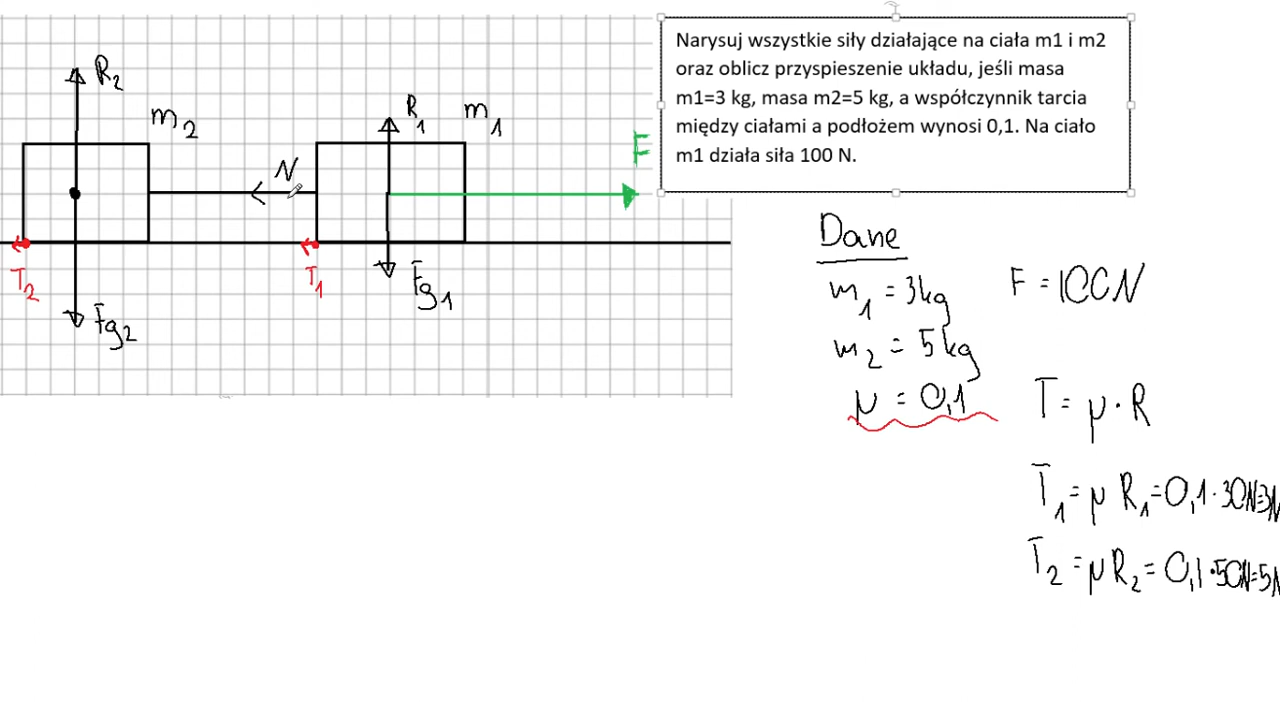 Narysuj wszystkie siły działające na ciała m1 i m2
oraz oblicz przyspieszenie układu, jeśli masa
m1=3 kg, masa m2=5 kg, a współczynnik tarcia
między ciałami a podłożem wynosi 0,1. Na ciało
m1 działa siła 100 N.
R₂
m₂
N
R₁
m₁
F
T₂
Fg₂
T₁
Fg₁
Dane
m₁ = 3kg
F = 100N
m₂ = 5kg
μ = 0,1
T = μ · R
T₁ = μ R₁ = 0,1 · 30N = 3N
T₂ = μ R₂ = 0,1 · 50N = 5N